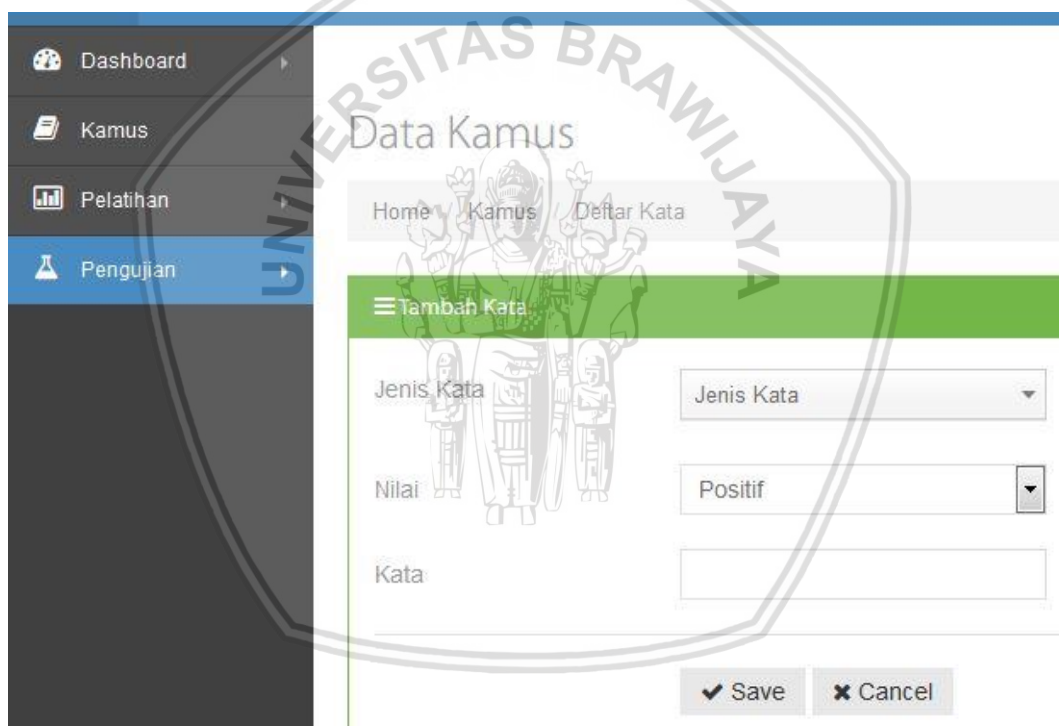 UNIVERSITAS BRAWIJAYA
Dashboard
Kamus
Pelatihan
Pengujian
Data Kamus
Home / Kamus / Deftar Kata
Tambah Kata
Jenis Kata
Jenis Kata
Nilai
Positif
Kata
Save
Cancel